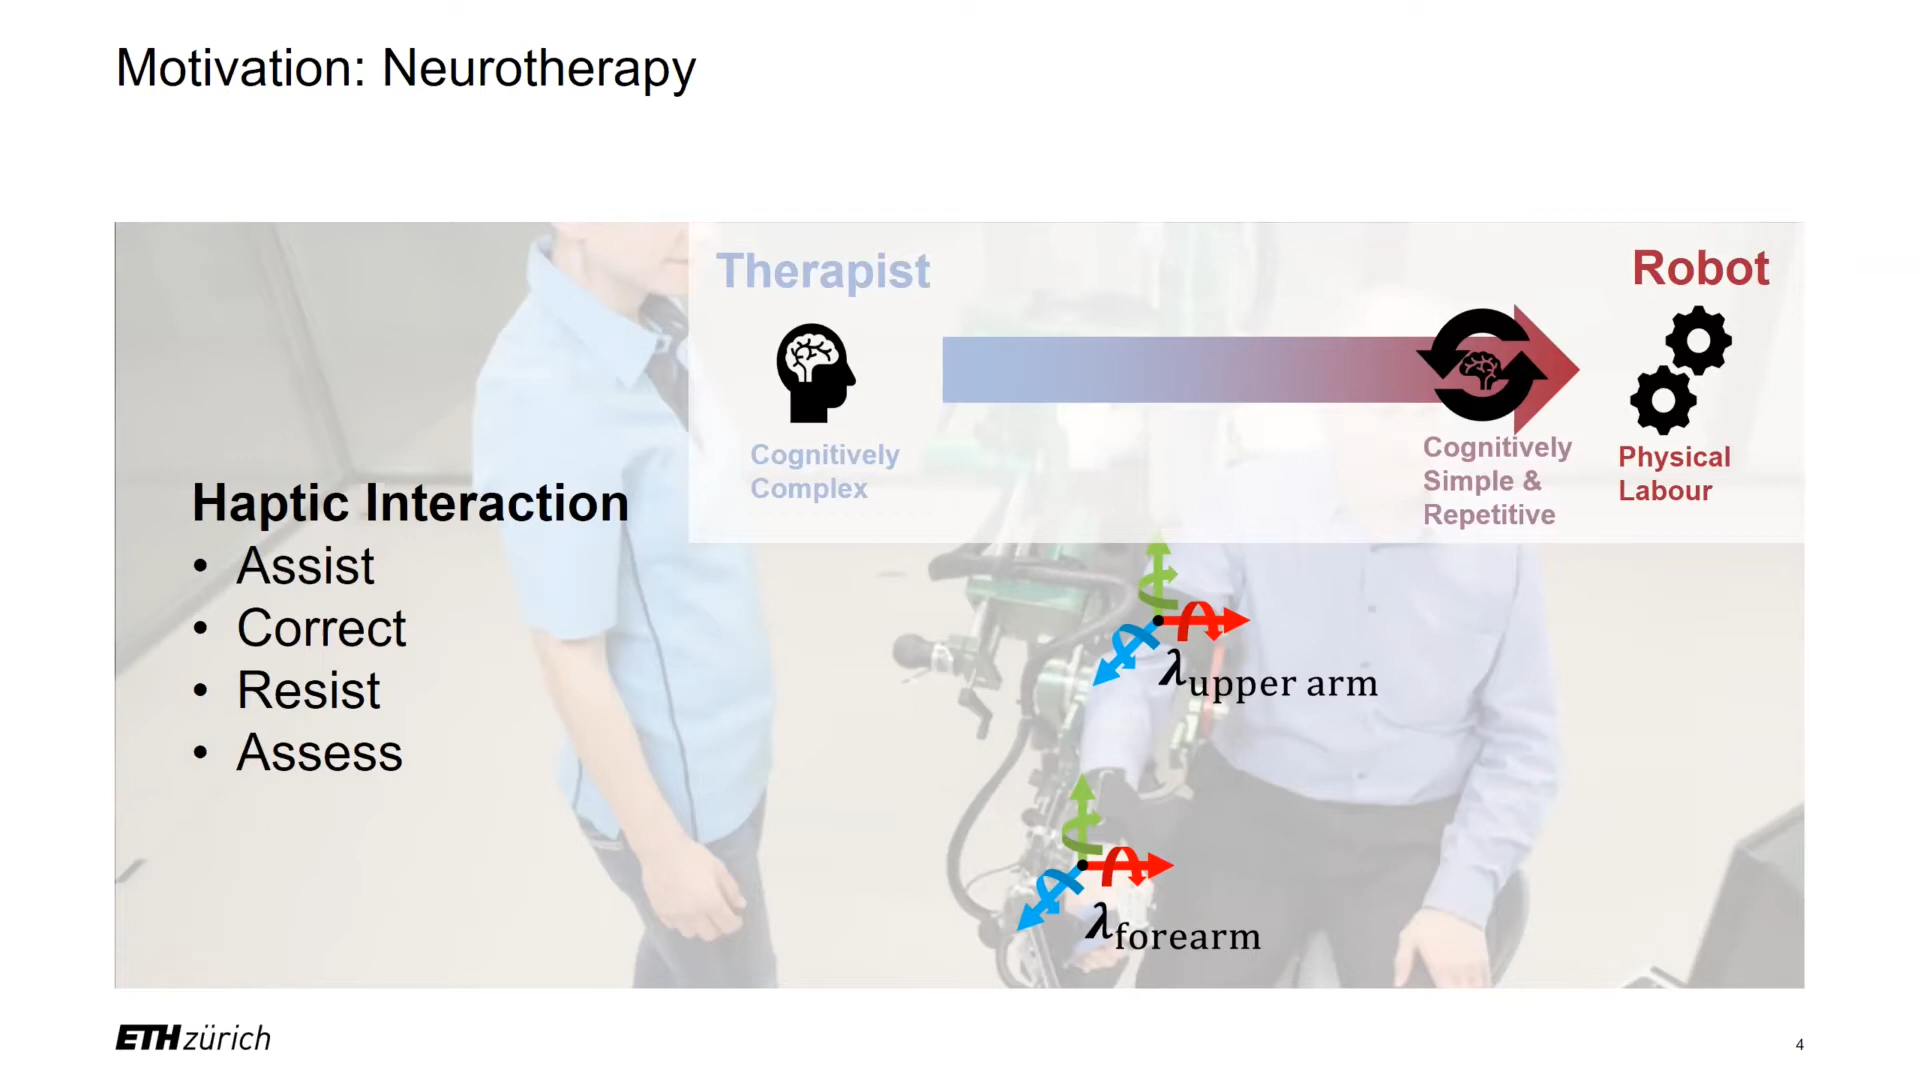 Motivation: Neurotherapy
Therapist
Robot
Cognitively
Complex
Cognitively
Simple &
Repetitive
Physical
Labour
Haptic Interaction
• Assist
• Correct
• Resist
• Assess
λupper arm
λforearm
ETH zürich
4